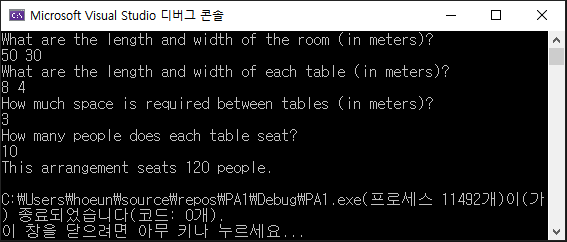 Microsoft Visual Studio 디버그 콘솔
What are the length and width of the room (in meters)?
50 30
What are the length and width of each table (in meters)?
8 4
How much space is required between tables (in meters)?
3
How many people does each table seat?
10
This arrangement seats 120 people.
C:\Users\hoeun\source\repos\PA1\Debug\PA1.exe(프로세스 11492개)이(가
) 종료되었습니다(코드: 0개).
이 창을 닫으려면 아무 키나 누르세요...